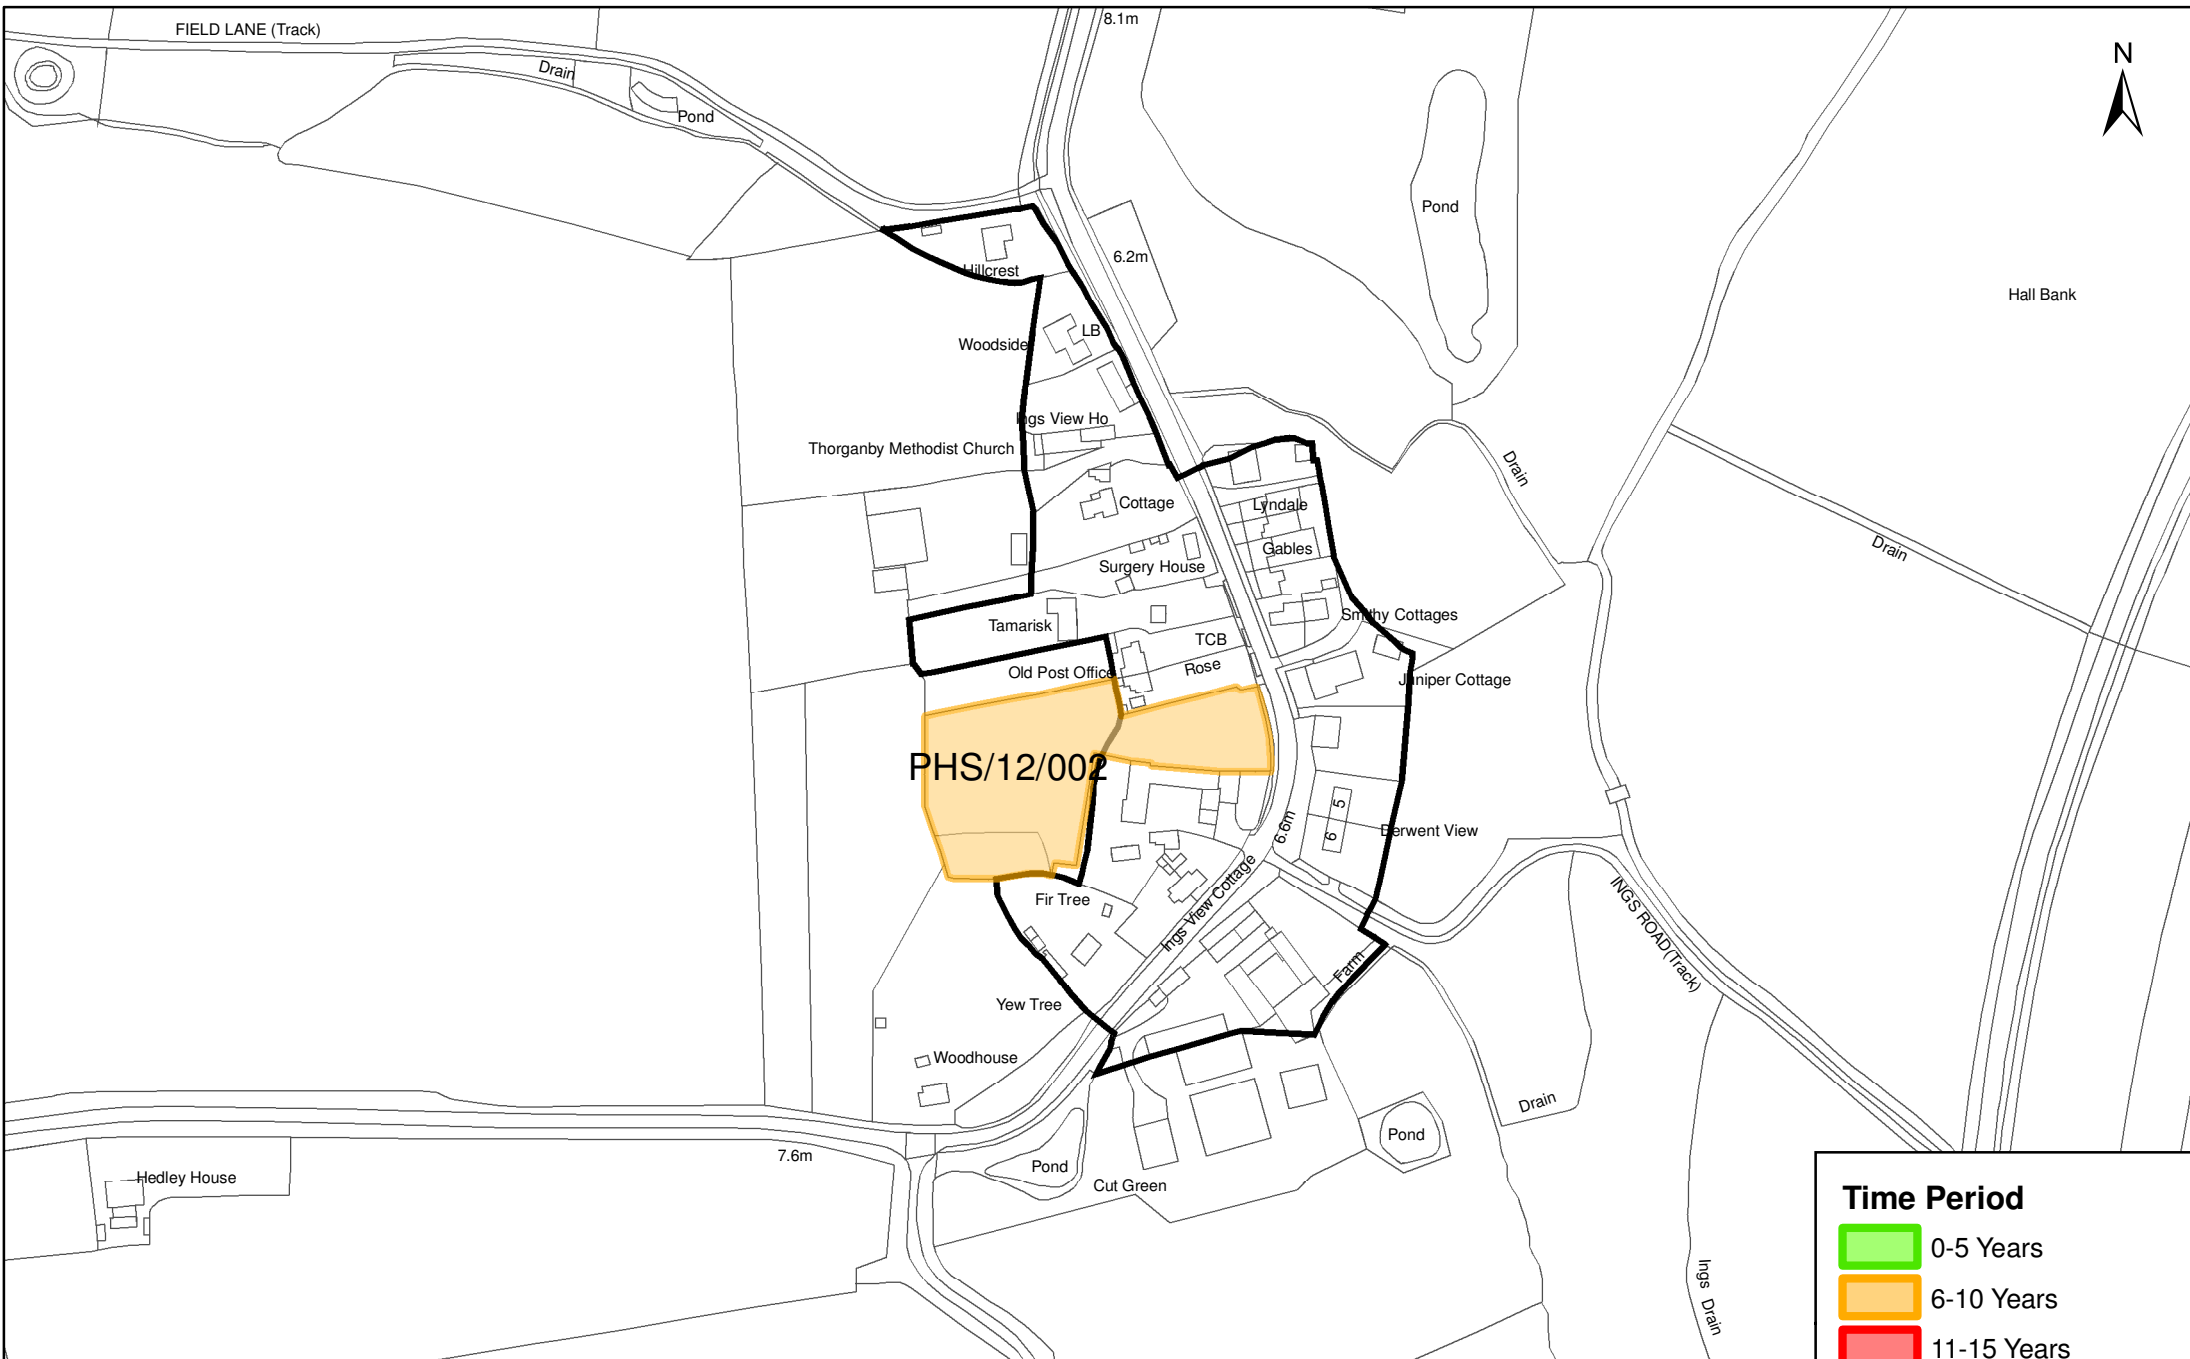 FIELD LANE (Track)
8.1m
N
Drain
Pond
Pond
6.2m
Hillcrest
Hall Bank
LB
Woodside
Ings View Ho
Thorganby Methodist Church
Drain
Cottage
Lyndale
Gables
Drain
Surgery House
Smithy Cottages
Tamarisk
TCB
Rose
Old Post Office
Juniper Cottage
PHS/12/002
5
6
6.6m
Derwent View
Ings View Cottage
Fir Tree
INGS ROAD (Track)
Farm
Yew Tree
Woodhouse
Drain
Pond
7.6m
Pond
Hedley House
Cut Green
Ings Drain
Time Period
0-5 Years
6-10 Years
11-15 Years